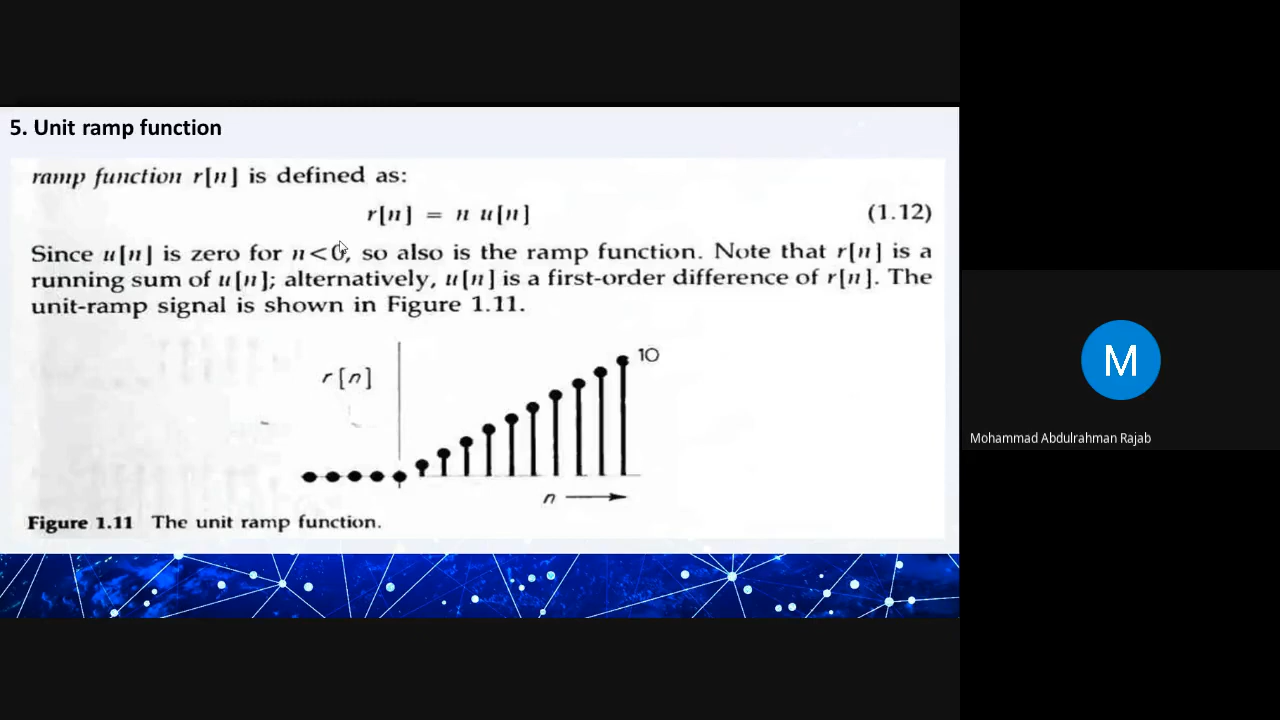 5. Unit ramp function
ramp function r[n] is defined as:
r[n] = n u[n] (1.12)
Since u[n] is zero for n<0, so also is the ramp function. Note that r[n] is a
running sum of u[n]; alternatively, u[n] is a first-order difference of r[n]. The
unit-ramp signal is shown in Figure 1.11.
10
r[n]
n
Figure 1.11 The unit ramp function.
M
Mohammad Abdulrahman Rajab